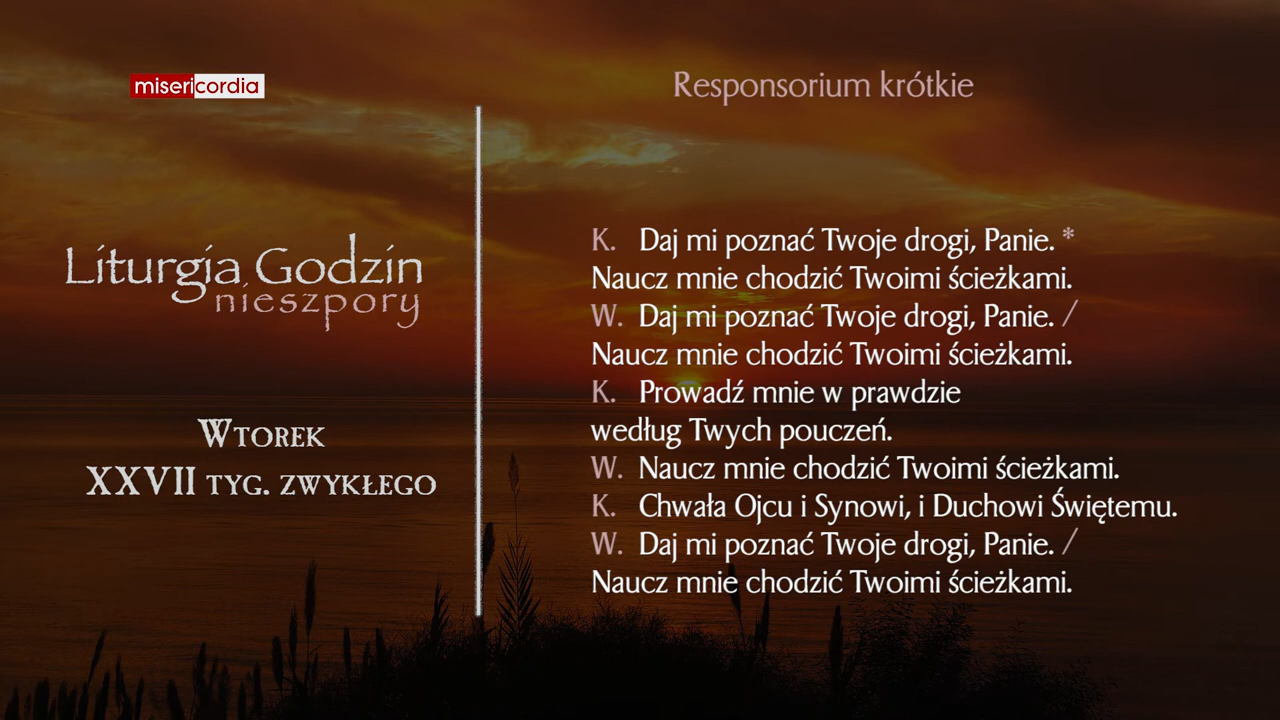 misericordia
Liturgia Godzin
nieszpory
Wtorek
XXVII tyg. zwykłego
Responsorium krótkie
K. Daj mi poznać Twoje drogi, Panie. *
Naucz mnie chodzić Twoimi ścieżkami.
W. Daj mi poznać Twoje drogi, Panie. /
Naucz mnie chodzić Twoimi ścieżkami.
K. Prowadź mnie w prawdzie
według Twych pouczeń.
W. Naucz mnie chodzić Twoimi ścieżkami.
K. Chwała Ojcu i Synowi, i Duchowi Świętemu.
W. Daj mi poznać Twoje drogi, Panie. /
Naucz mnie chodzić Twoimi ścieżkami.